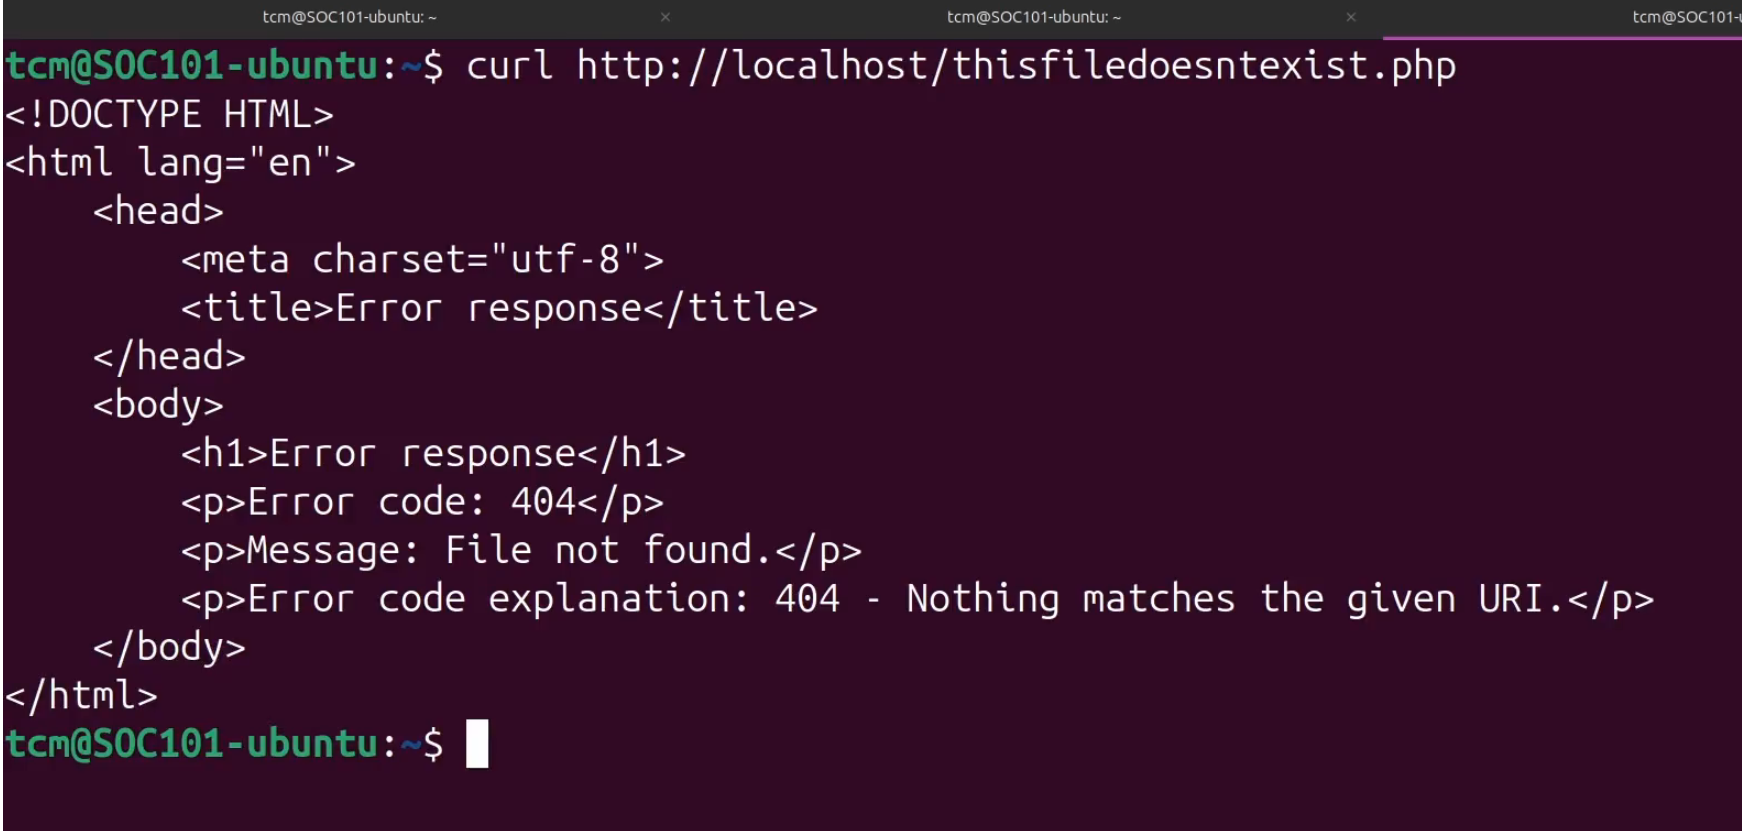 tcm@SOC101-ubuntu: ~ × tcm@SOC101-ubuntu: ~ × tcm@SOC101-
tcm@SOC101-ubuntu:~$ curl http://localhost/thisfiledoesntexist.php
<!DOCTYPE HTML>
<html lang="en">
    <head>
        <meta charset="utf-8">
        <title>Error response</title>
    </head>
    <body>
        <h1>Error response</h1>
        <p>Error code: 404</p>
        <p>Message: File not found.</p>
        <p>Error code explanation: 404 - Nothing matches the given URI.</p>
    </body>
</html>
tcm@SOC101-ubuntu:~$